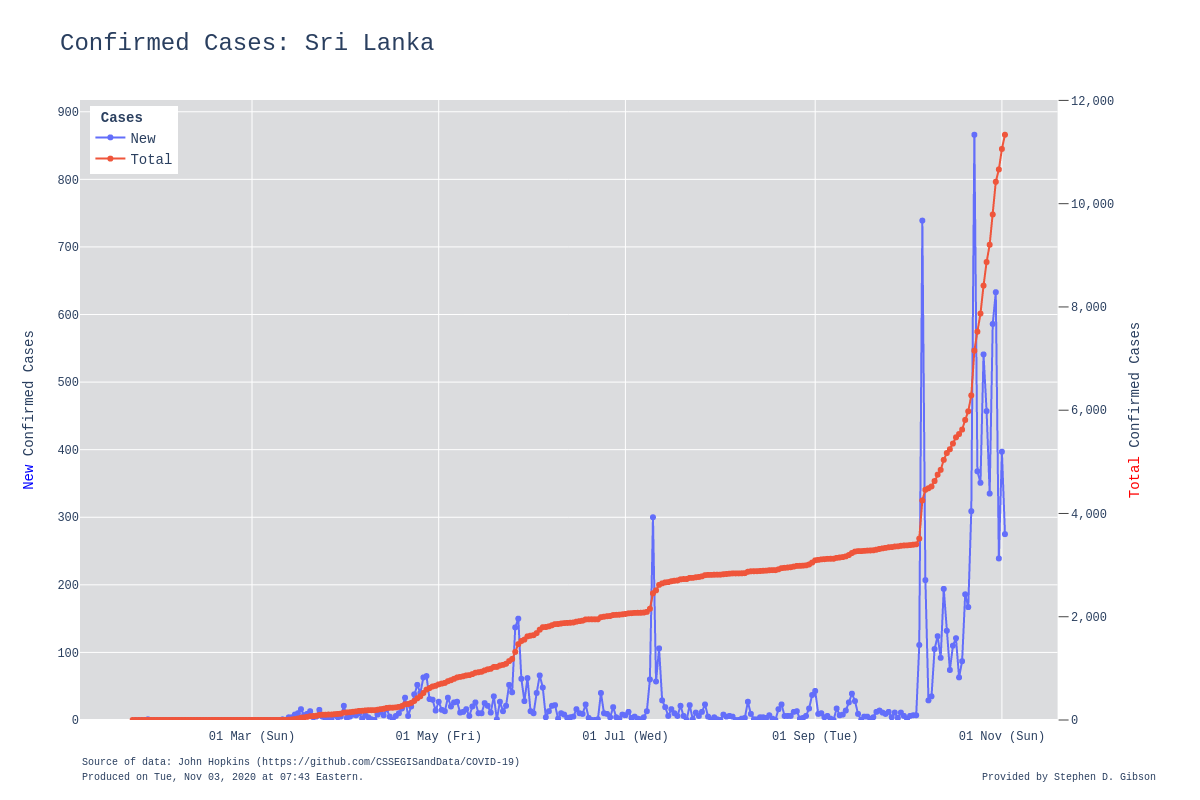 Confirmed Cases: Sri Lanka
Cases
New
Total
900
800
700
600
500
400
300
200
100
0
12,000
10,000
8,000
6,000
4,000
2,000
0
New Confirmed Cases
Total Confirmed Cases
01 Mar (Sun)
01 May (Fri)
01 Jul (Wed)
01 Sep (Tue)
01 Nov (Sun)
Source of data: John Hopkins (https://github.com/CSSEGISandData/COVID-19)
Produced on Tue, Nov 03, 2020 at 07:43 Eastern.
Provided by Stephen D. Gibson